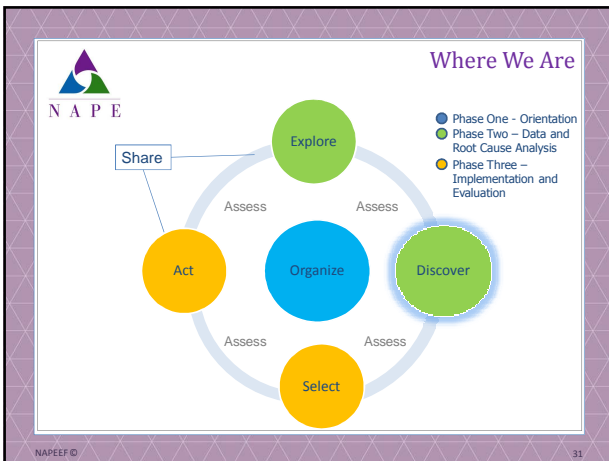 Where We Are
N A P E
Phase One - Orientation
Phase Two – Data and
Root Cause Analysis
Phase Three –
Implementation and
Evaluation
Explore
Share
Assess
Assess
Act
Organize
Discover
Assess
Assess
Select
NAPEEF ©
31